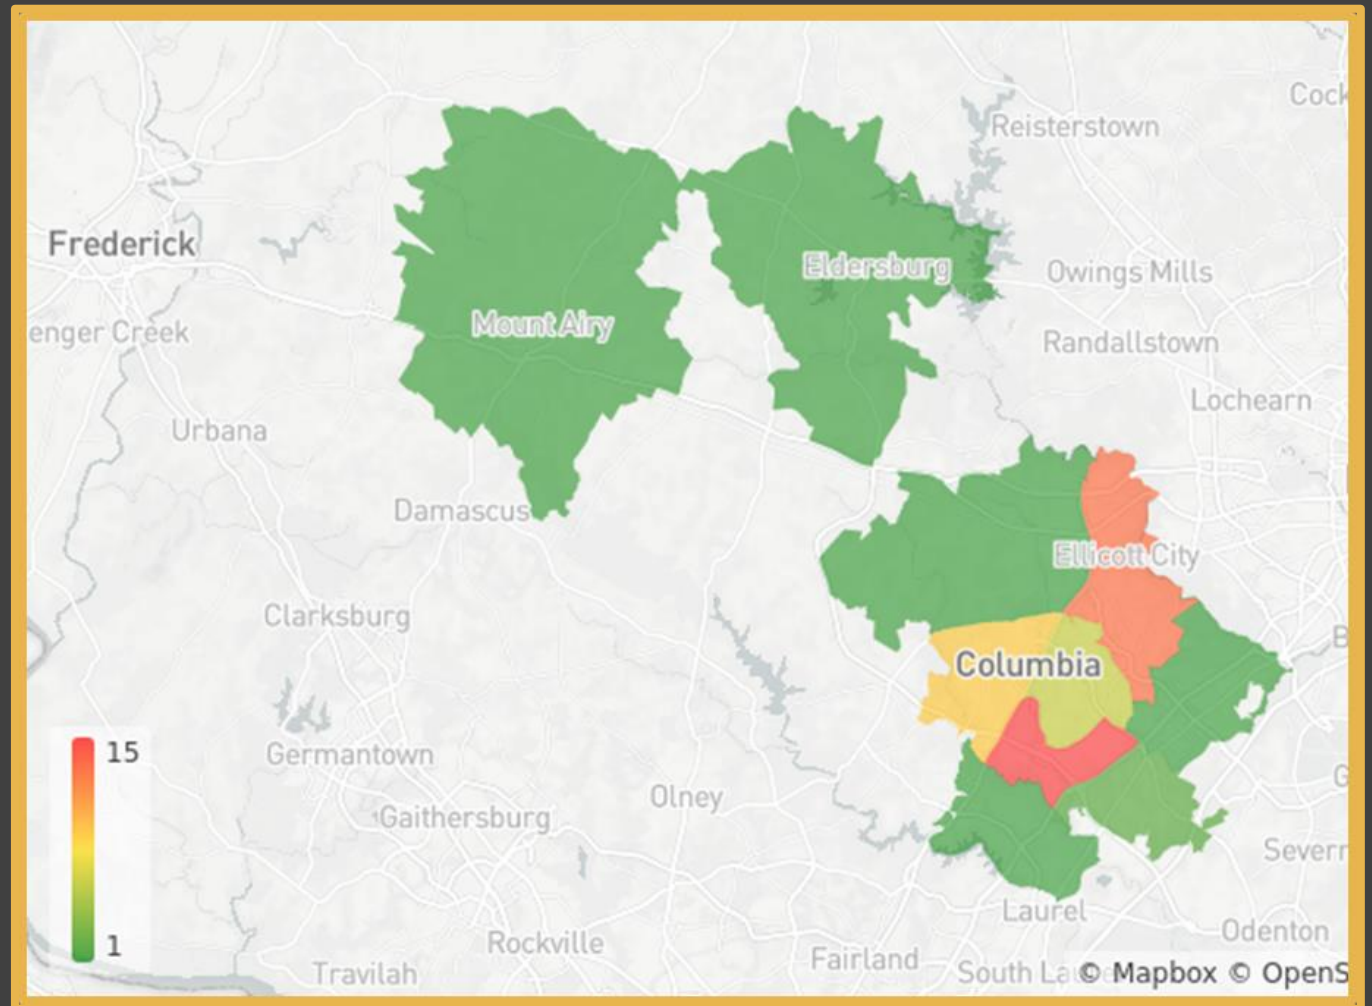 Cock
Reisterstown
Frederick
Eldersburg
Owings Mills
Mount Airy
enger Creek
Randallstown
Lochearn
Urbana
Damascus
Ellicott City
Clarksburg
B
Columbia
15
Germantown
G
Olney
Gaithersburg
Severn
Laurel
Odenton
1
Rockville
Fairland
Travilah
South La
© Mapbox © OpenS